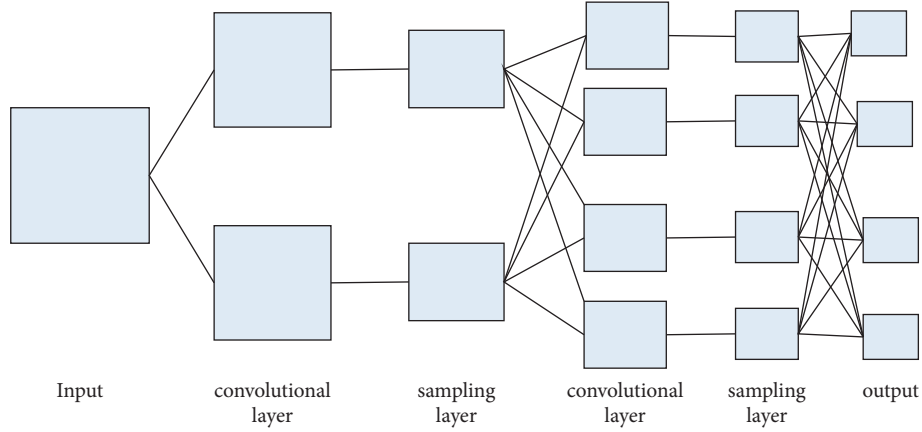 Input
convolutional
layer
sampling
layer
convolutional
layer
sampling
layer
output